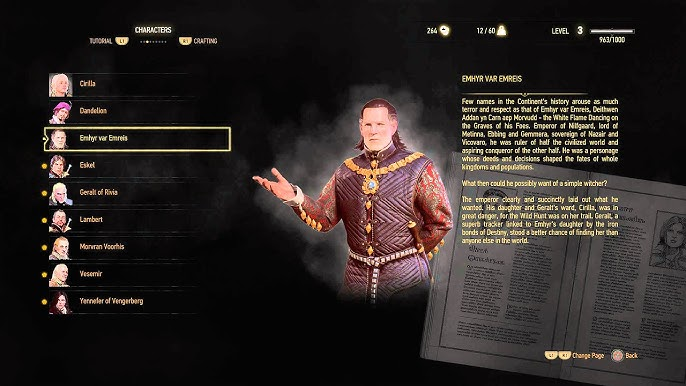 CHARACTERS
TUTORIAL L1
R1 CRAFTING
264
12 / 60
LEVEL 3
963/1000
Cirilla
Dandelion
Emhyr var Emreis
Eskel
Geralt of Rivia
Lambert
Morvran Voorhis
Vesemir
Yennefer of Vengerberg
EMHYR VAR EMREIS
Few names in the Continent's history arouse as much
terror and respect as that of Emhyr var Emreis, Deithwen
Addan yn Carn aep Morvudd - the White Flame Dancing on
the Graves of his Foes. Emperor of Nilfgaard, lord of
Metinna, Ebbing and Gemmera, sovereign of Nazair and
Vicovaro, he was ruler of half the civilized world and
aspiring conqueror of the other half. He was a personage
whose deeds and decisions shaped the fates of whole
kingdoms and populations.
What then could he possibly want of a simple witcher?
The emperor clearly and succinctly laid out what he
wanted. His daughter and Geralt's ward, Cirilla, was in
great danger, for the Wild Hunt was on her trail. Geralt, a
superb tracker linked to Emhyr's daughter by the iron
bonds of Destiny, stood a better chance of finding her than
anyone else in the world.
L1 R1 Change Page
Back